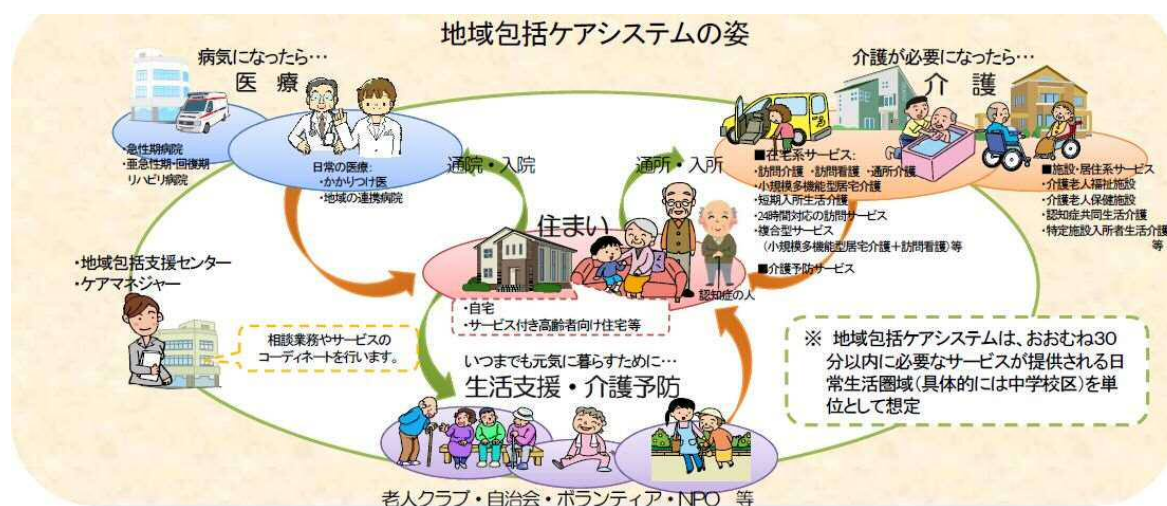 地域包括ケアシステムの姿
病気になったら…
医 療
・急性期病院
・亜急性期・回復期
リハビリ病院
日常の医療:
・かかりつけ医
・地域の連携病院
通院・入院
通所・入所
介護が必要になったら…
介 護
■在宅系サービス:
・訪問介護 ・訪問看護 ・通所介護
・小規模多機能型居宅介護
・短期入所生活介護
・24時間対応の訪問サービス
・複合型サービス
(小規模多機能型居宅介護+訪問看護)等
■介護予防サービス
■施設・居住系サービス
・介護老人福祉施設
・介護老人保健施設
・認知症共同生活介護
・特定施設入所者生活介護
等
住まい
認知症の人
・自宅
・サービス付き高齢者向け住宅等
・地域包括支援センター
・ケアマネジャー
相談業務やサービスの
コーディネートを行います。
いつまでも元気に暮らすために…
生活支援・介護予防
老人クラブ・自治会・ボランティア・NPO 等
※ 地域包括ケアシステムは、おおむね30
分以内に必要なサービスが提供される日
常生活圏域(具体的には中学校区)を単
位として想定